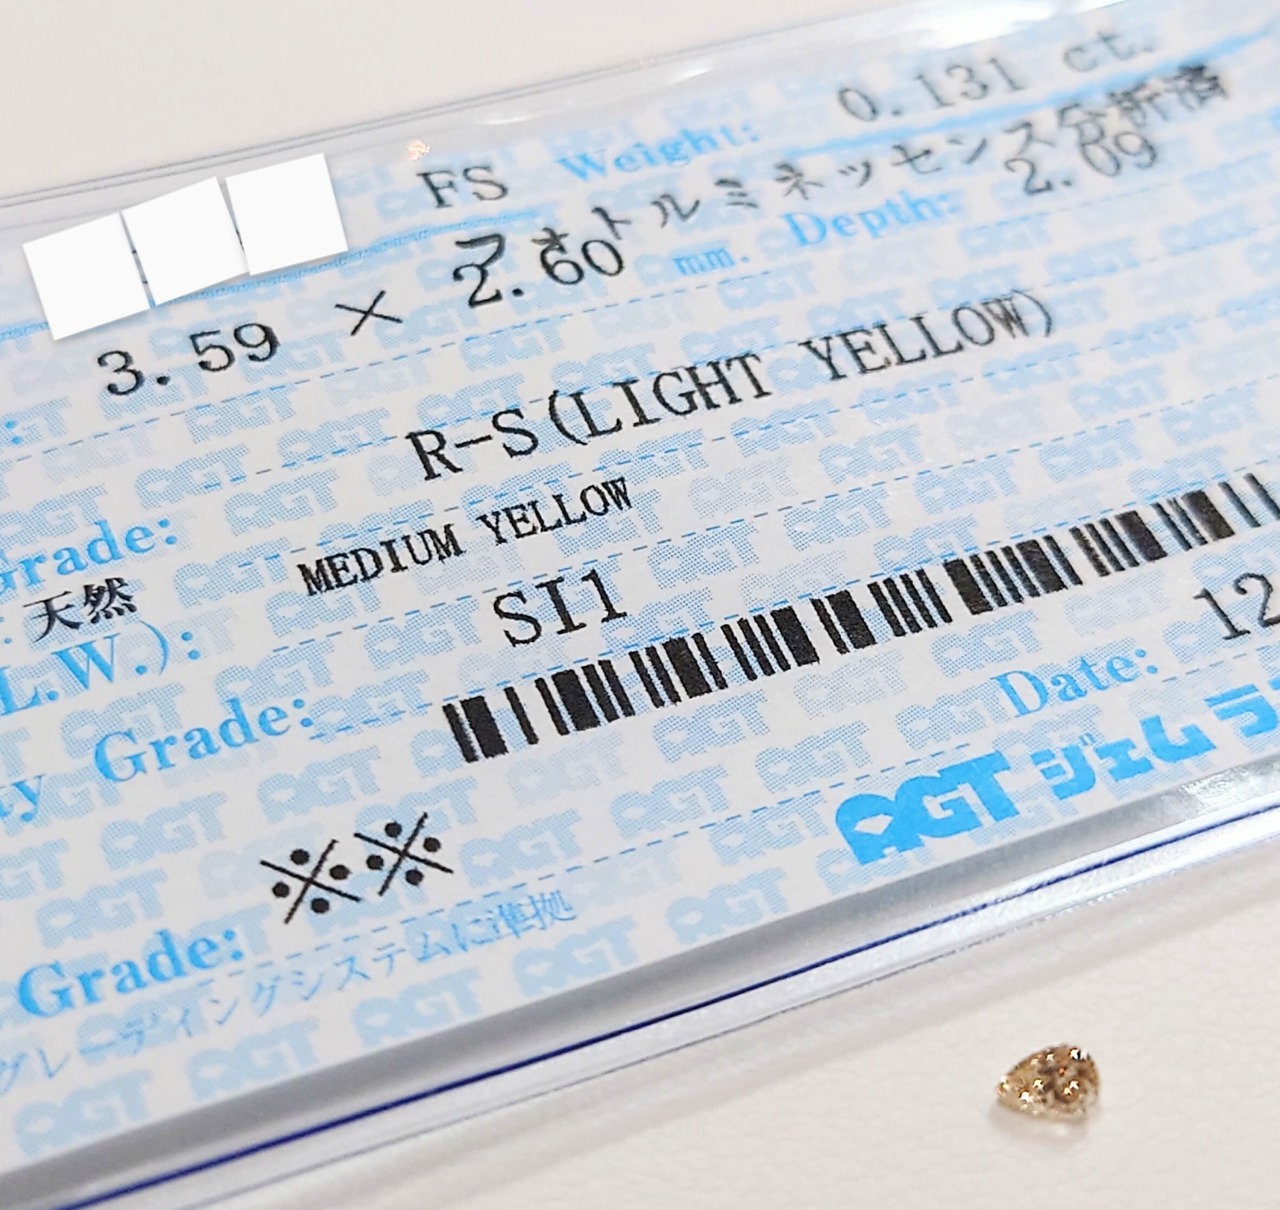 FS Weight: 0.131 ct.
フォトルミネッセンス分析済
3.59 × 2.60 mm. Depth: 2.09
R-S(LIGHT YELLOW)
Grade:
天然 MEDIUM YELLOW
L.W.):
SI1
Grade:
Date: 12
AGT ジェム
※※
Grade:
グレーディングシステムに準拠